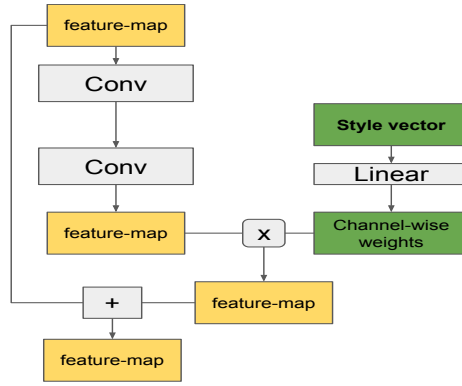 feature-map
Conv
Conv
feature-map
Style vector
Linear
Channel-wise
weights
x
feature-map
+
feature-map